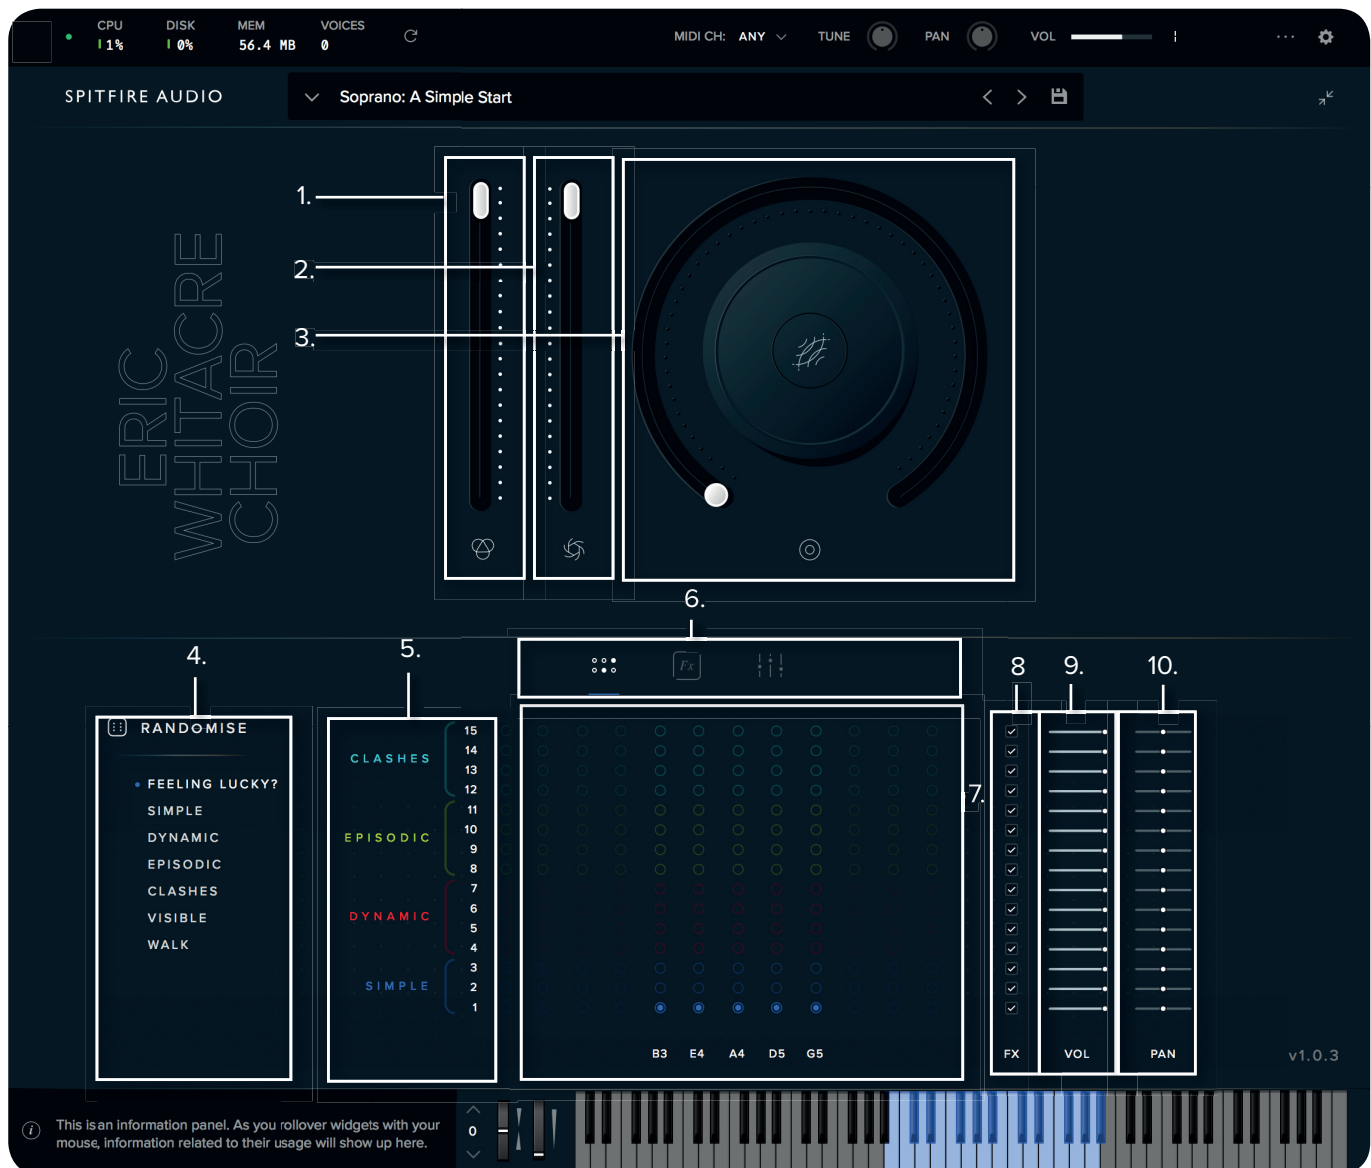 CPU DISK MEM VOICES
1% 0% 56.4 MB 0
MIDI CH: ANY TUNE PAN VOL
SPITFIRE AUDIO
Soprano: A Simple Start
1.
2.
3.
ERIC
WHITACRE
CHOIR
6.
4.
5.
8
9.
10.
Fx
RANDOMISE
FEELING LUCKY?
SIMPLE
DYNAMIC
EPISODIC
CLASHES
VISIBLE
WALK
CLASHES
EPISODIC
DYNAMIC
SIMPLE
15
14
13
12
11
10
9
8
7
6
5
4
3
2
1
7.
B3 E4 A4 D5 G5
FX VOL PAN
v1.0.3
This is an information panel. As you rollover widgets with your
mouse, information related to their usage will show up here.
0